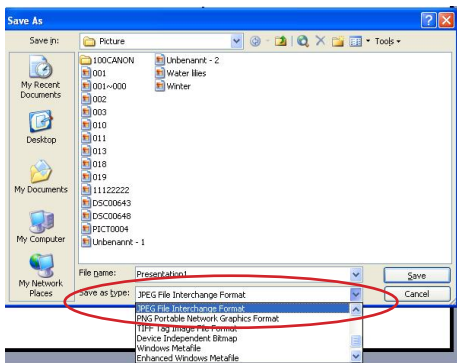 Save As
Save in:
Picture
Tools
My Recent
Documents
Desktop
My Documents
My Computer
My Network
Places
100CANON
001
001~000
002
003
010
011
013
018
019
11122222
DSC00643
DSC00648
PICT0004
Unbenannt - 1
Unbenannt - 2
Water lilies
Winter
File name:
Presentation1
Save
Save as type:
JPEG File Interchange Format
Cancel
JPEG File Interchange Format
PNG Portable Network Graphics Format
TIFF Tag Image File Format
Device Independent Bitmap
Windows Metafile
Enhanced Windows Metafile